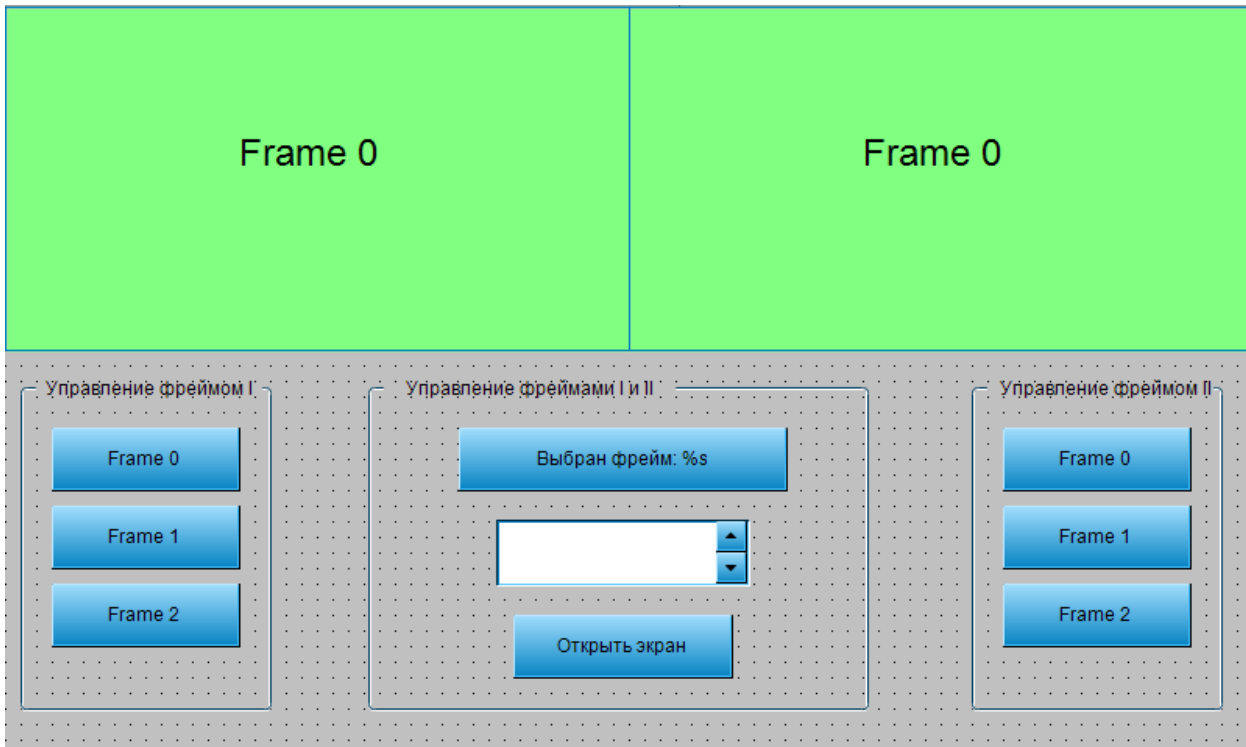 Frame 0
Frame 0
Управление фреймом I
Frame 0
Frame 1
Frame 2
Управление фреймами I и II
Выбран фрейм: %s
Открыть экран
Управление фреймом II
Frame 0
Frame 1
Frame 2